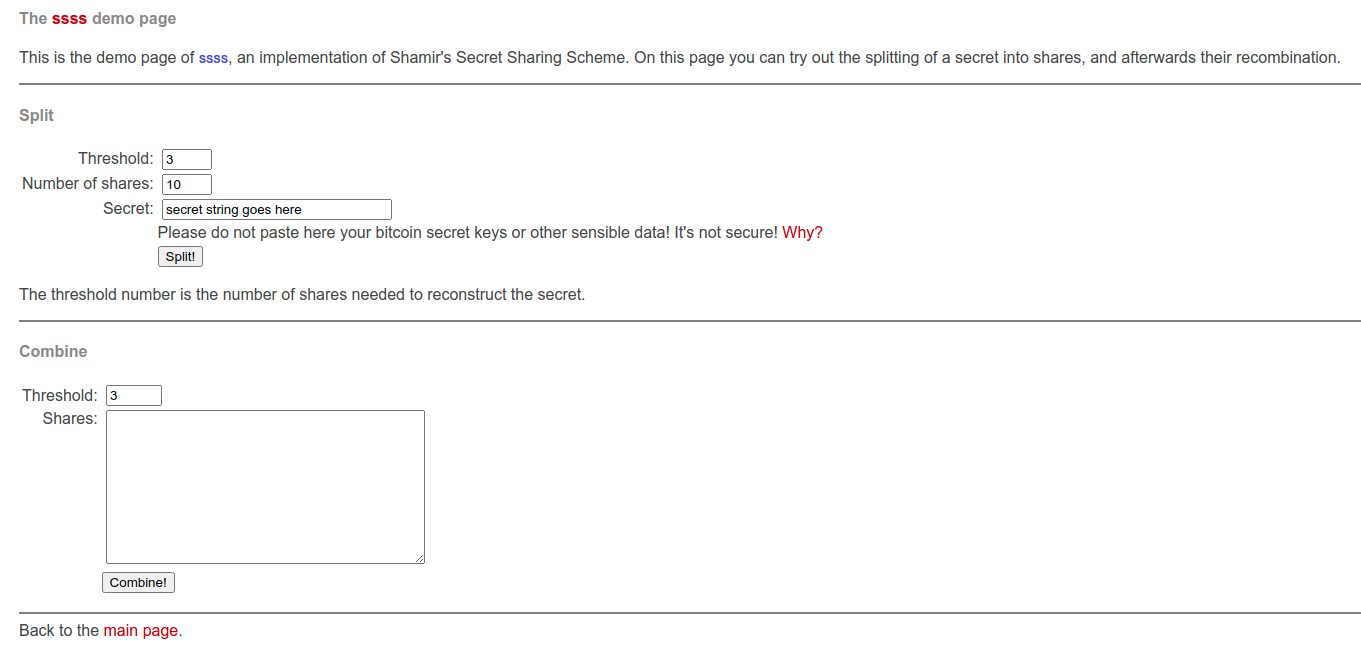 The ssss demo page
This is the demo page of ssss, an implementation of Shamir's Secret Sharing Scheme. On this page you can try out the splitting of a secret into shares, and afterwards their recombination.
Split
Threshold: 3
Number of shares: 10
Secret: secret string goes here
Please do not paste here your bitcoin secret keys or other sensible data! It's not secure! Why?
Split!
The threshold number is the number of shares needed to reconstruct the secret.
Combine
Threshold: 3
Shares:
Combine!
Back to the main page.